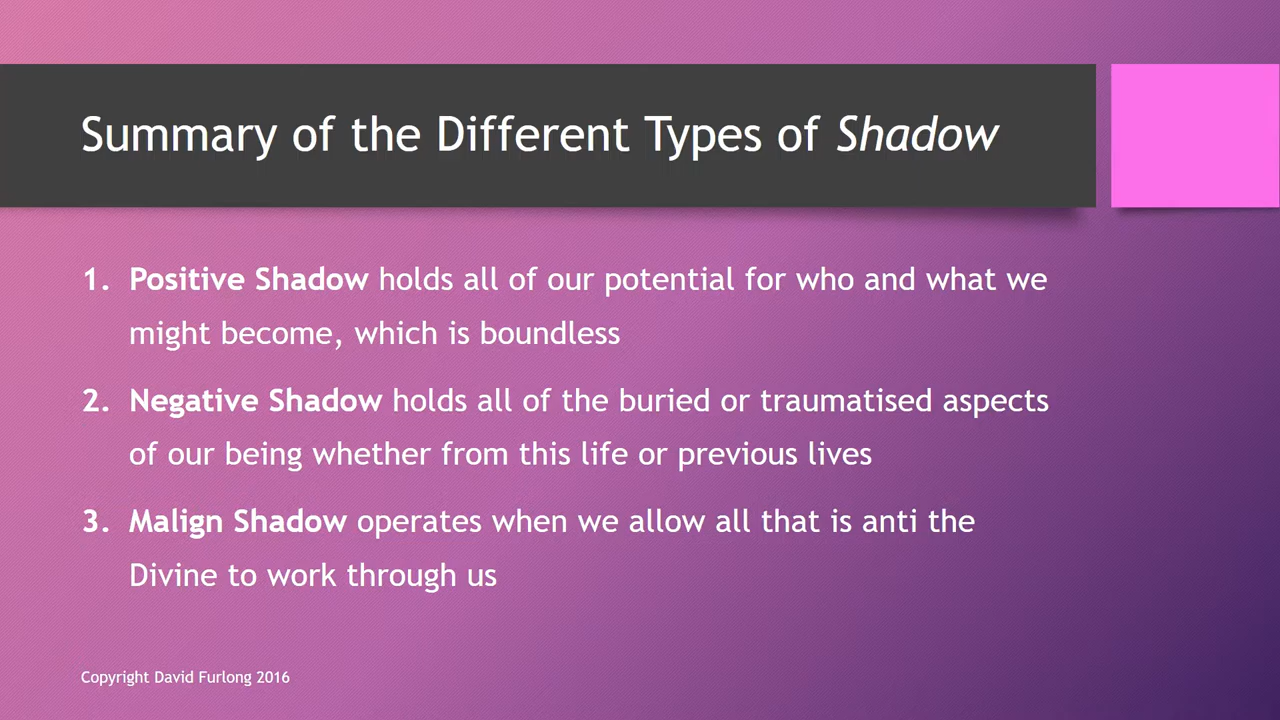 Summary of the Different Types of Shadow
1. Positive Shadow holds all of our potential for who and what we
might become, which is boundless
2. Negative Shadow holds all of the buried or traumatised aspects
of our being whether from this life or previous lives
3. Malign Shadow operates when we allow all that is anti the
Divine to work through us
Copyright David Furlong 2016